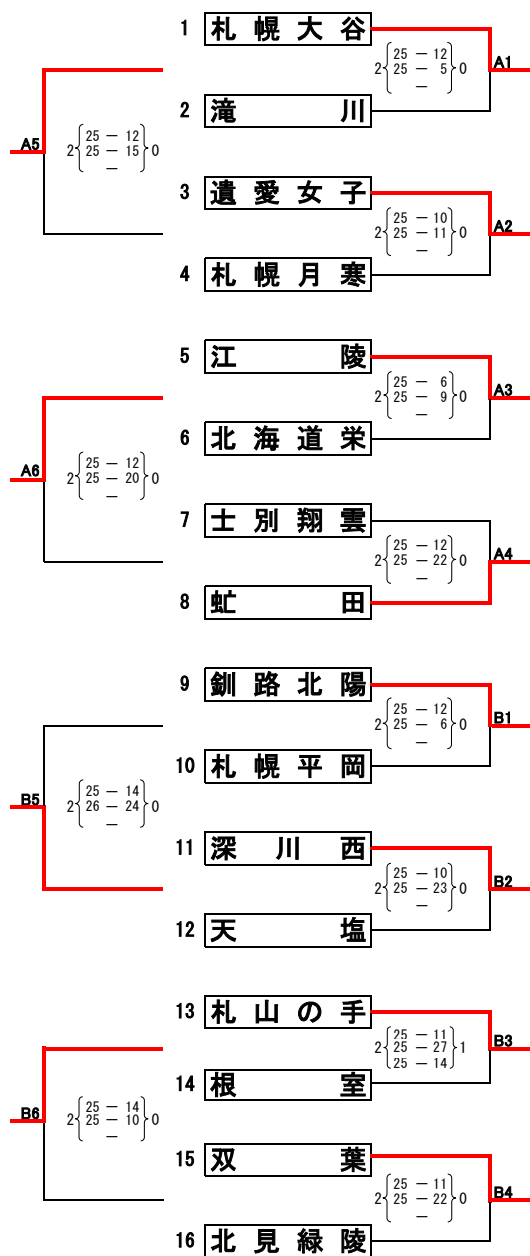 1 札幌大谷
2 { 25 － 12 } 0
25 － 5
－
A1
2 滝川
A5
2 { 25 － 12 } 0
25 － 15
－
3 遺愛女子
2 { 25 － 10 } 0
25 － 11
－
A2
4 札幌月寒
5 江陵
2 { 25 － 6 } 0
25 － 9
－
A3
6 北海道栄
A6
2 { 25 － 12 } 0
25 － 20
－
7 士別翔雲
2 { 25 － 12 } 0
25 － 22
－
A4
8 虻田
9 釧路北陽
2 { 25 － 12 } 0
25 － 6
－
B1
10 札幌平岡
B5
2 { 25 － 14 } 0
26 － 24
－
11 深川西
2 { 25 － 10 } 0
25 － 23
－
B2
12 天塩
13 札山の手
2 { 25 － 11 } 1
25 － 27
25 － 14
B3
14 根室
B6
2 { 25 － 14 } 0
25 － 10
－
15 双葉
2 { 25 － 11 } 0
25 － 22
－
B4
16 北見緑陵